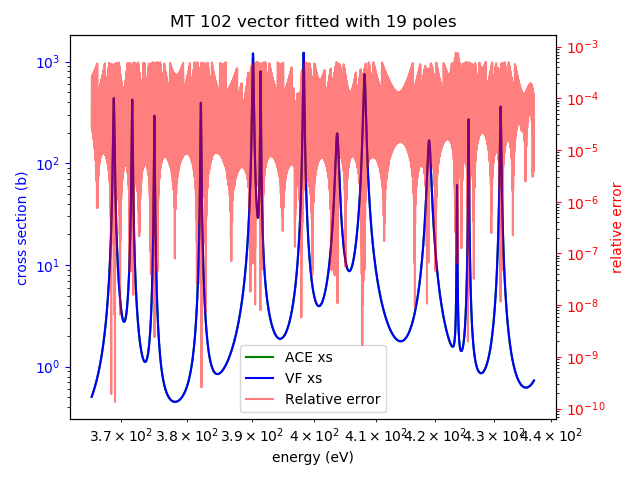 MT 102 vector fitted with 19 poles
cross section (b)
10³
10²
10¹
10⁰
10⁻³
10⁻⁴
10⁻⁵
10⁻⁶
10⁻⁷
10⁻⁸
10⁻⁹
10⁻¹⁰
relative error
ACE xs
VF xs
Relative error
3.7 × 10² 3.8 × 10² 3.9 × 10² 4 × 10² 4.1 × 10² 4.2 × 10² 4.3 × 10² 4.4 × 10²
energy (eV)